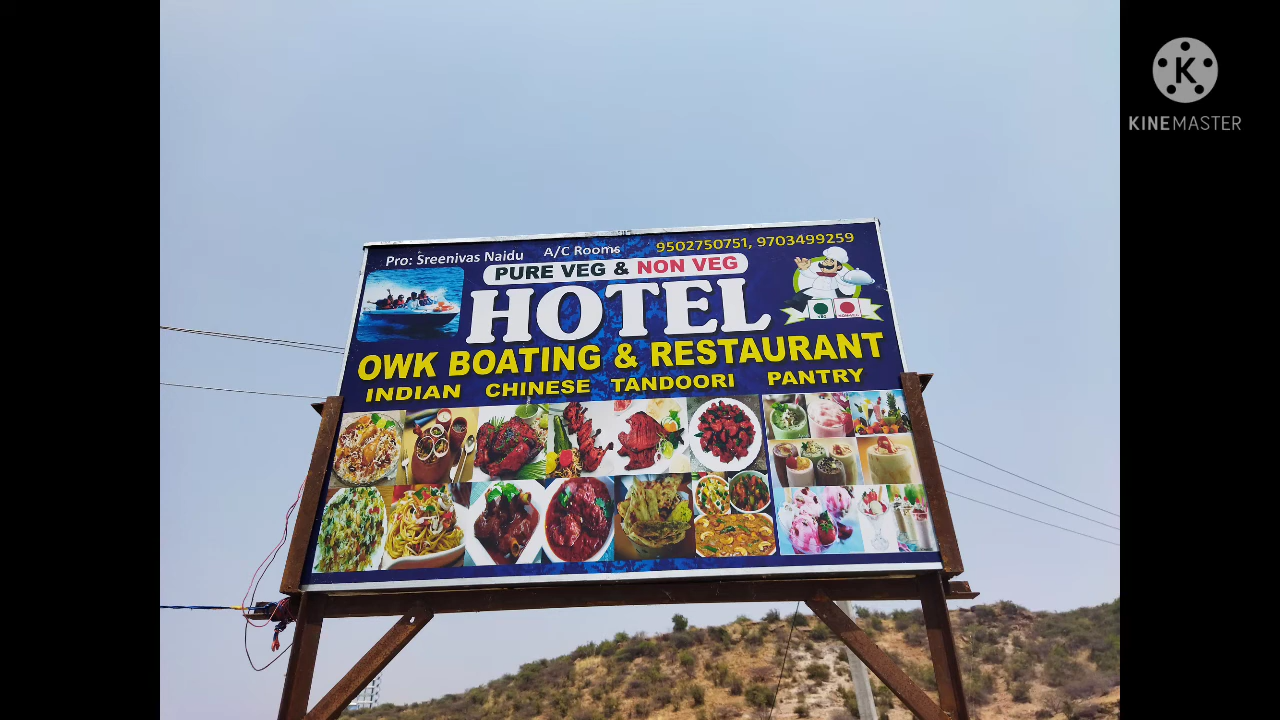 Pro: Sreenivas Naidu A/C Rooms 9502750751, 9703499259
PURE VEG & NON VEG
HOTEL
OWK BOATING & RESTAURANT
INDIAN CHINESE TANDOORI PANTRY
K
KINEMASTER